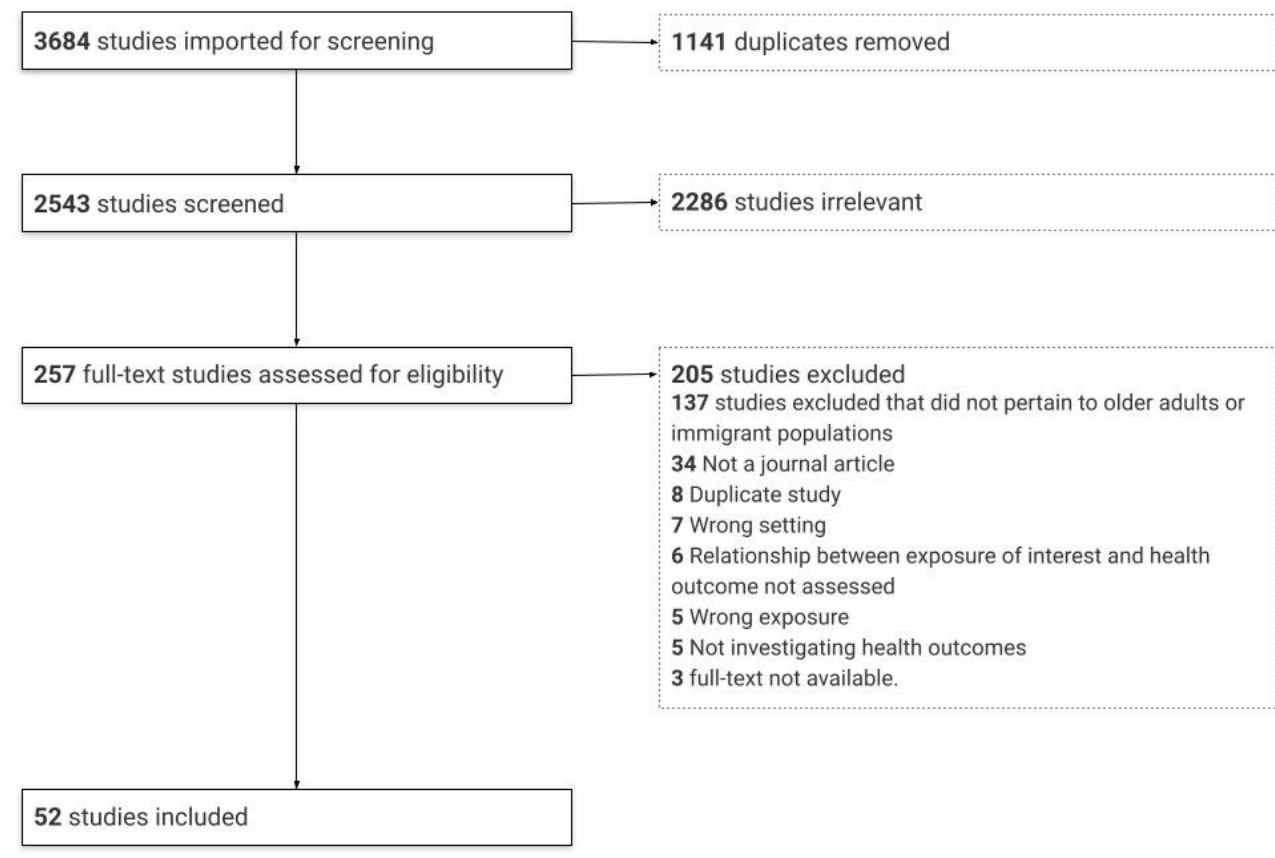 3684 studies imported for screening
1141 duplicates removed
2543 studies screened
2286 studies irrelevant
257 full-text studies assessed for eligibility
205 studies excluded
137 studies excluded that did not pertain to older adults or
immigrant populations
34 Not a journal article
8 Duplicate study
7 Wrong setting
6 Relationship between exposure of interest and health
outcome not assessed
5 Wrong exposure
5 Not investigating health outcomes
3 full-text not available.
52 studies included